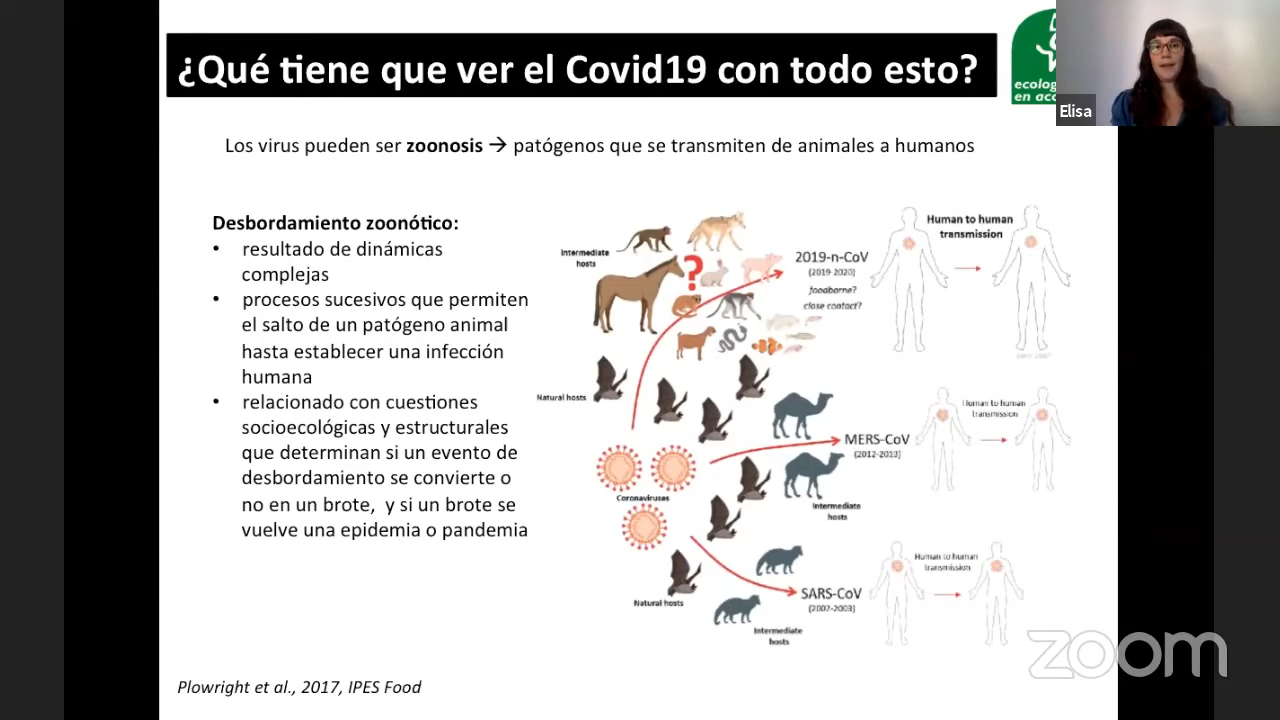 ¿Qué tiene que ver el Covid19 con todo esto?
ecolog
en acc
Elisa
Los virus pueden ser zoonosis → patógenos que se transmiten de animales a humanos
Desbordamiento zoonótico:
• resultado de dinámicas
complejas
• procesos sucesivos que permiten
el salto de un patógeno animal
hasta establecer una infección
humana
• relacionado con cuestiones
socioecológicas y estructurales
que determinan si un evento de
desbordamiento se convierte o
no en un brote, y si un brote se
vuelve una epidemia o pandemia
Intermediate
hosts
?
2019-n-CoV
(2019-2020)
foodborne?
close contact?
Human to human
transmission
Natural hosts
Coronaviruses
MERS-CoV
(2012-2013)
Human to human
transmission
Intermediate
hosts
Natural hosts
SARS-CoV
(2002-2003)
Human to human
transmission
Intermediate
hosts
zoom
Plowright et al., 2017, IPES Food